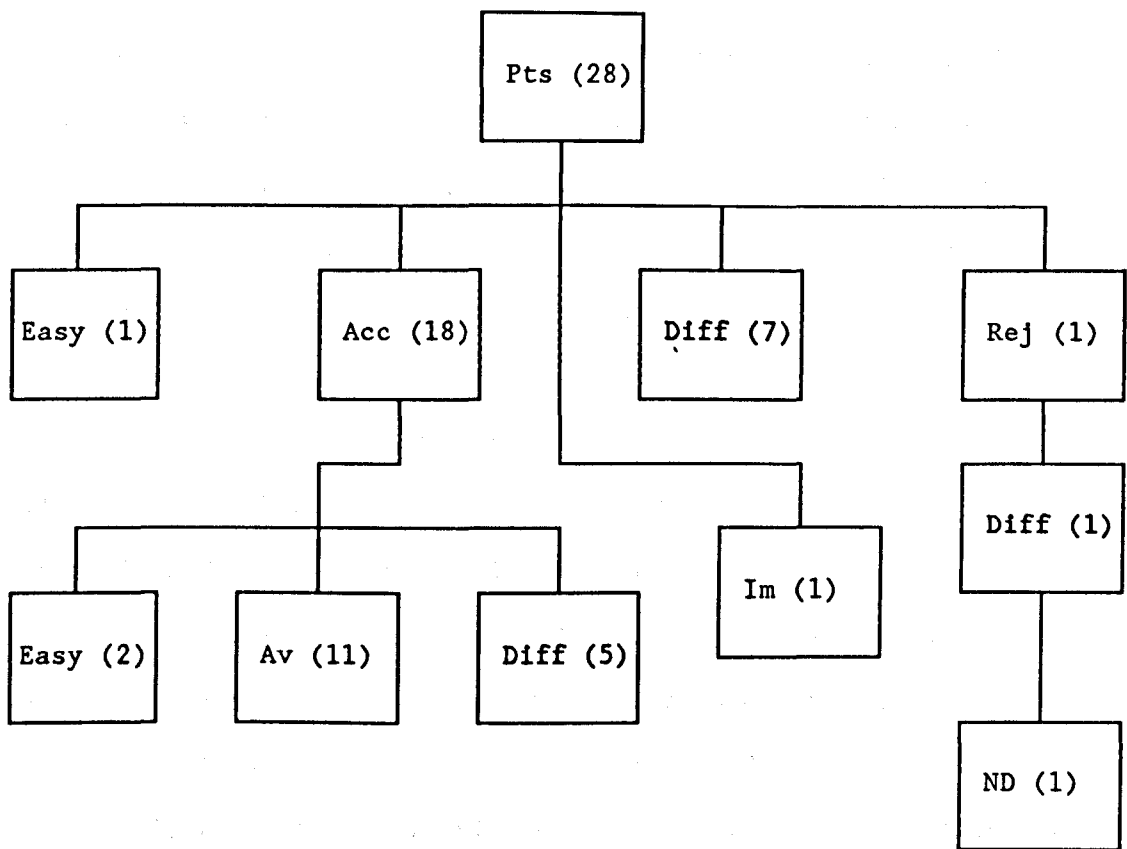 Pts (28)
Easy (1)
Acc (18)
Diff (7)
Rej (1)
Diff (1)
Im (1)
Easy (2)
Av (11)
Diff (5)
ND (1)